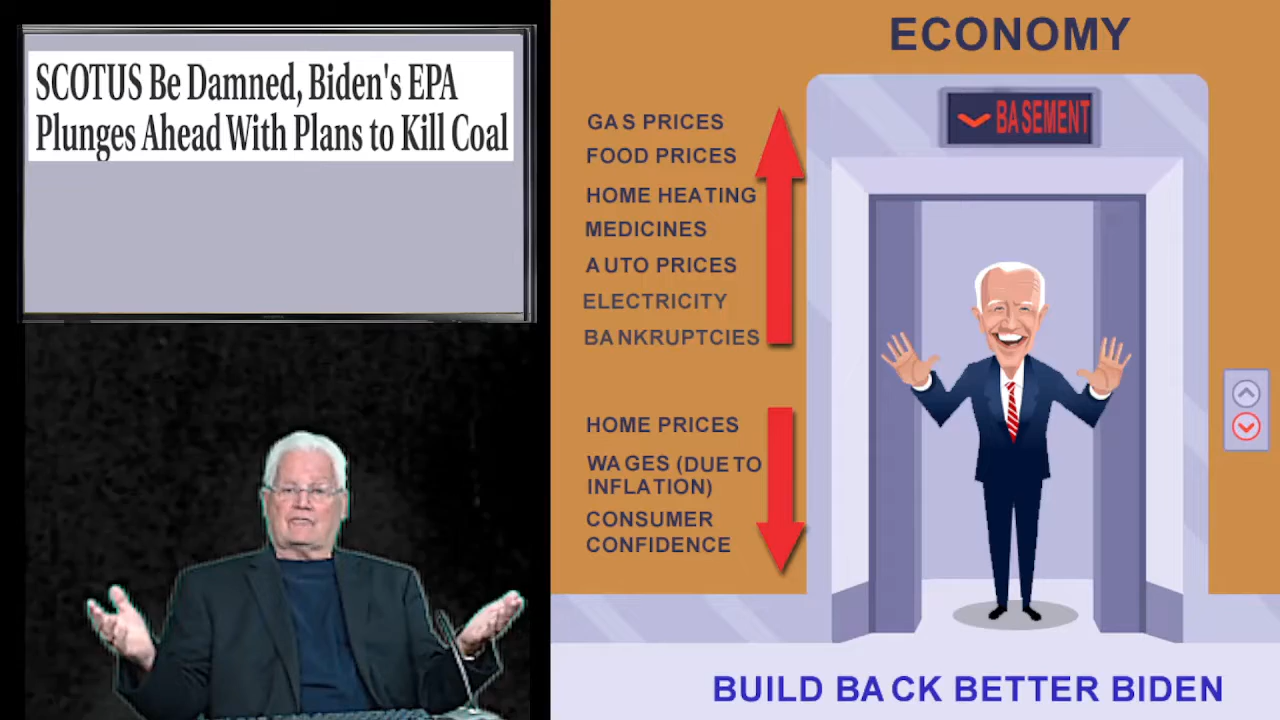 SCOTUS Be Damned, Biden's EPA
Plunges Ahead With Plans to Kill Coal
ECONOMY
BASEMENT
GAS PRICES
FOOD PRICES
HOME HEATING
MEDICINES
AUTO PRICES
ELECTRICITY
BANKRUPTCIES
HOME PRICES
WAGES (DUE TO
INFLATION)
CONSUMER
CONFIDENCE
BUILD BACK BETTER BIDEN